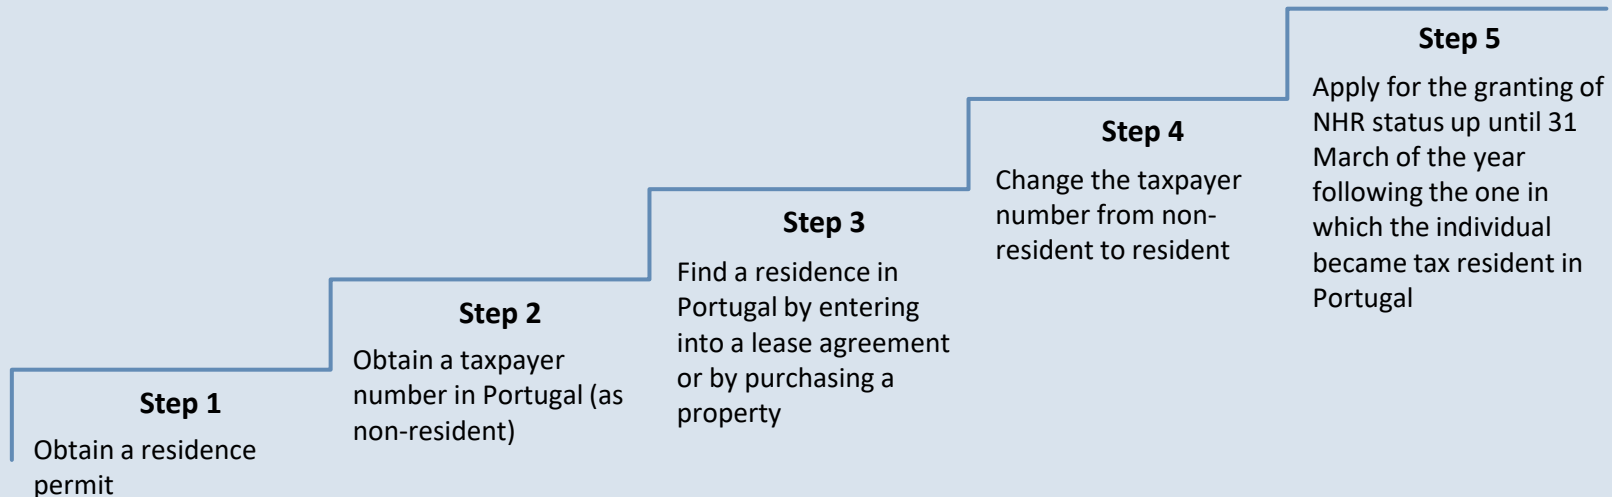 Step 1
Obtain a residence
permit
Step 2
Obtain a taxpayer
number in Portugal (as
non-resident)
Step 3
Find a residence in
Portugal by entering
into a lease agreement
or by purchasing a
property
Step 4
Change the taxpayer
number from non-
resident to resident
Step 5
Apply for the granting of
NHR status up until 31
March of the year
following the one in
which the individual
became tax resident in
Portugal